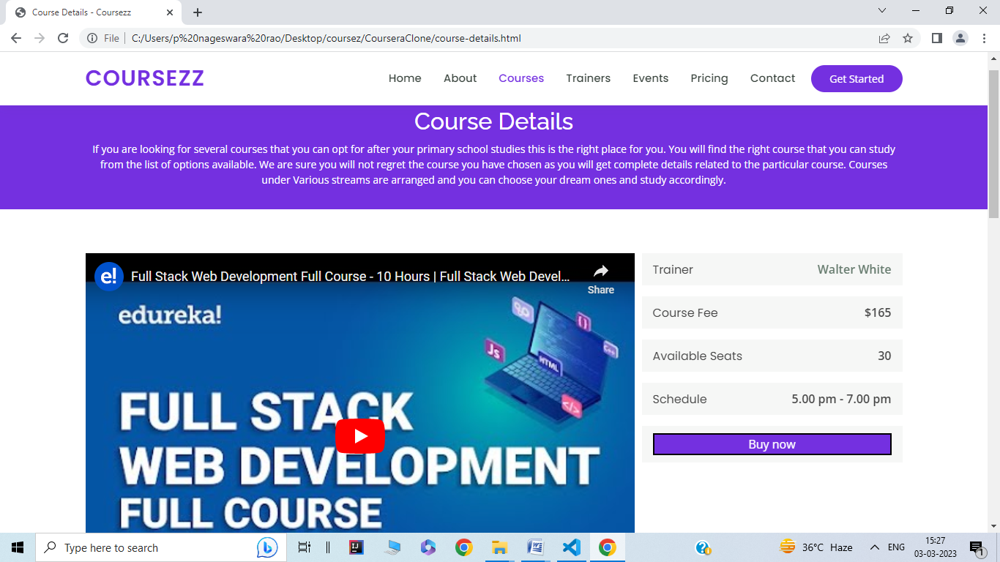 Course Details - Coursezz
File
C:/Users/p%20nageswara%20rao/Desktop/coursez/CourseraClone/course-details.html
COURSEZZ
Home About Courses Trainers Events Pricing Contact Get Started
Course Details
If you are looking for several courses that you can opt for after your primary school studies this is the right place for you. You will find the right course that you can study
from the list of options available. We are sure you will not regret the course you have chosen as you will get complete details related to the particular course. Courses
under Various streams are arranged and you can choose your dream ones and study accordingly.
e!
Full Stack Web Development Full Course - 10 Hours | Full Stack Web Devel...
Share
edureka!
Js
HTML
C++
{}
</>
FULL STACK
WEB DEVELOPMENT
FULL COURSE
Trainer Walter White
Course Fee $165
Available Seats 30
Schedule 5.00 pm - 7.00 pm
Buy now
Type here to search
IJ
W
36°C Haze
ENG
15:27
03-03-2023
1